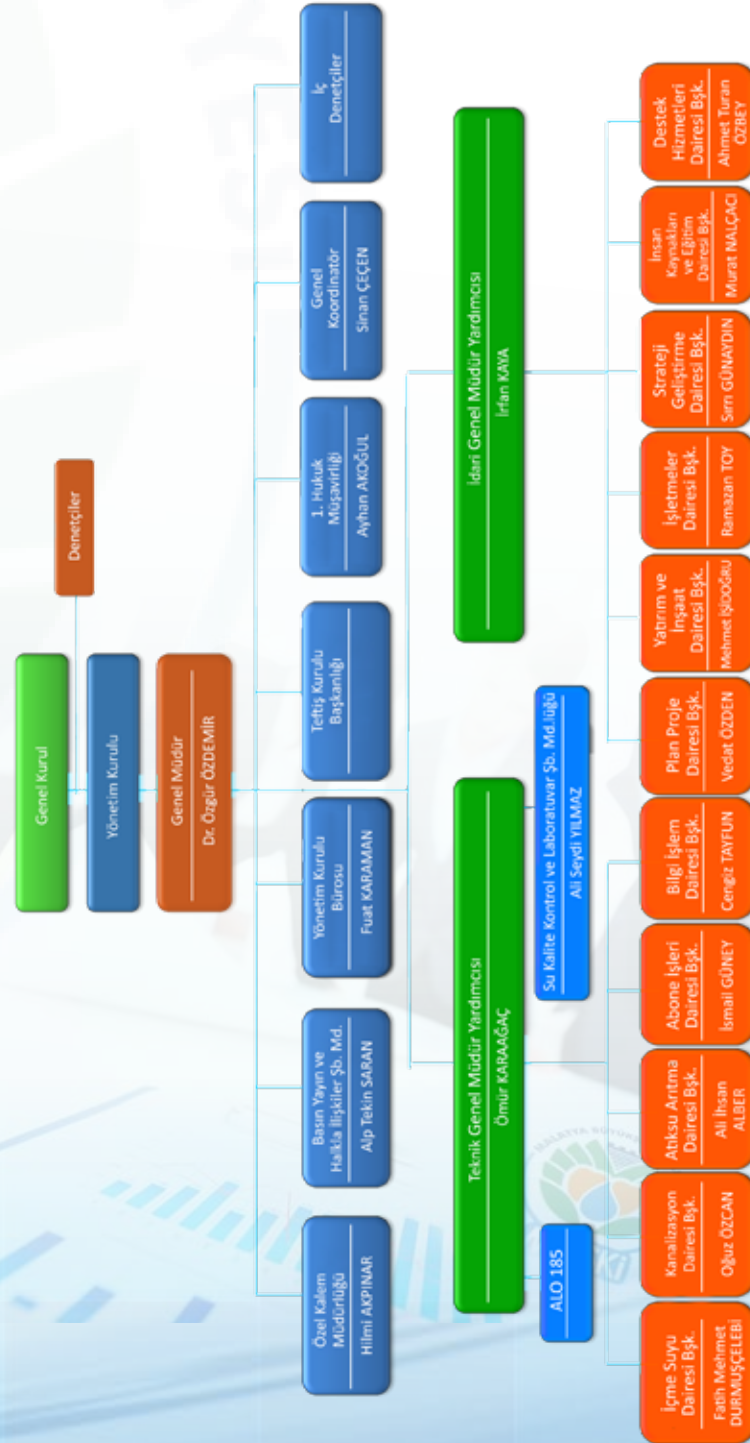 Genel Kurul
Denetçiler
Yönetim Kurulu
Genel Müdür
Dr. Özgür ÖZDEMİR
Özel Kalem
Müdürlüğü
Hilmi AKPINAR
Basın Yayın ve
Halkla İlişkiler Şb. Md.
Alp Tekin SARAN
Yönetim Kurulu
Bürosu
Fuat KARAMAN
Teftiş Kurulu
Başkanlığı
1. Hukuk
Müşavirliği
Ayhan AKOĞUL
Genel
Koordinatör
Sinan ÇEÇEN
İç
Denetçiler
Teknik Genel Müdür Yardımcısı
Ömür KARAAĞAÇ
İdari Genel Müdür Yardımcısı
İrfan KAYA
ALO 185
Su Kalite Kontrol ve Laboratuvar Şb. Md.lüğü
Ali Seydi YILMAZ
İçme Suyu
Dairesi Bşk.
Fatih Mehmet
DURMUŞÇELEBİ
Kanalizasyon
Dairesi Bşk.
Oğuz ÖZCAN
Atıksu Arıtma
Dairesi Bşk.
Ali İhsan
ALBER
Abone İşleri
Dairesi Bşk.
İsmail GÜNEY
Bilgi İşlem
Dairesi Bşk.
Cengiz TAYFUN
Plan Proje
Dairesi Bşk.
Vedat ÖZDEN
Yatırım ve
İnşaat
Dairesi Bşk.
Mehmet IŞIDOĞRU
İşletmeler
Dairesi Bşk.
Ramazan TOY
Strateji
Geliştirme
Dairesi Bşk.
Sırrı GÜNAYDIN
İnsan
Kaynakları
ve Eğitim
Dairesi Bşk.
Murat NALÇACI
Destek
Hizmetleri
Dairesi Bşk.
Ahmet Turan
ÖZBEY